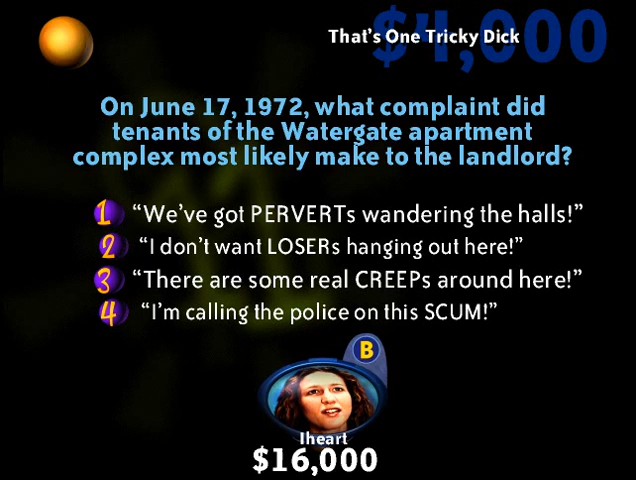 That's One Tricky Dick
$4,000
On June 17, 1972, what complaint did
tenants of the Watergate apartment
complex most likely make to the landlord?
1 “We've got PERVERTs wandering the halls!”
2 “I don't want LOSERs hanging out here!”
3 “There are some real CREEPs around here!”
4 “I'm calling the police on this SCUM!”
B
Iheart
$16,000